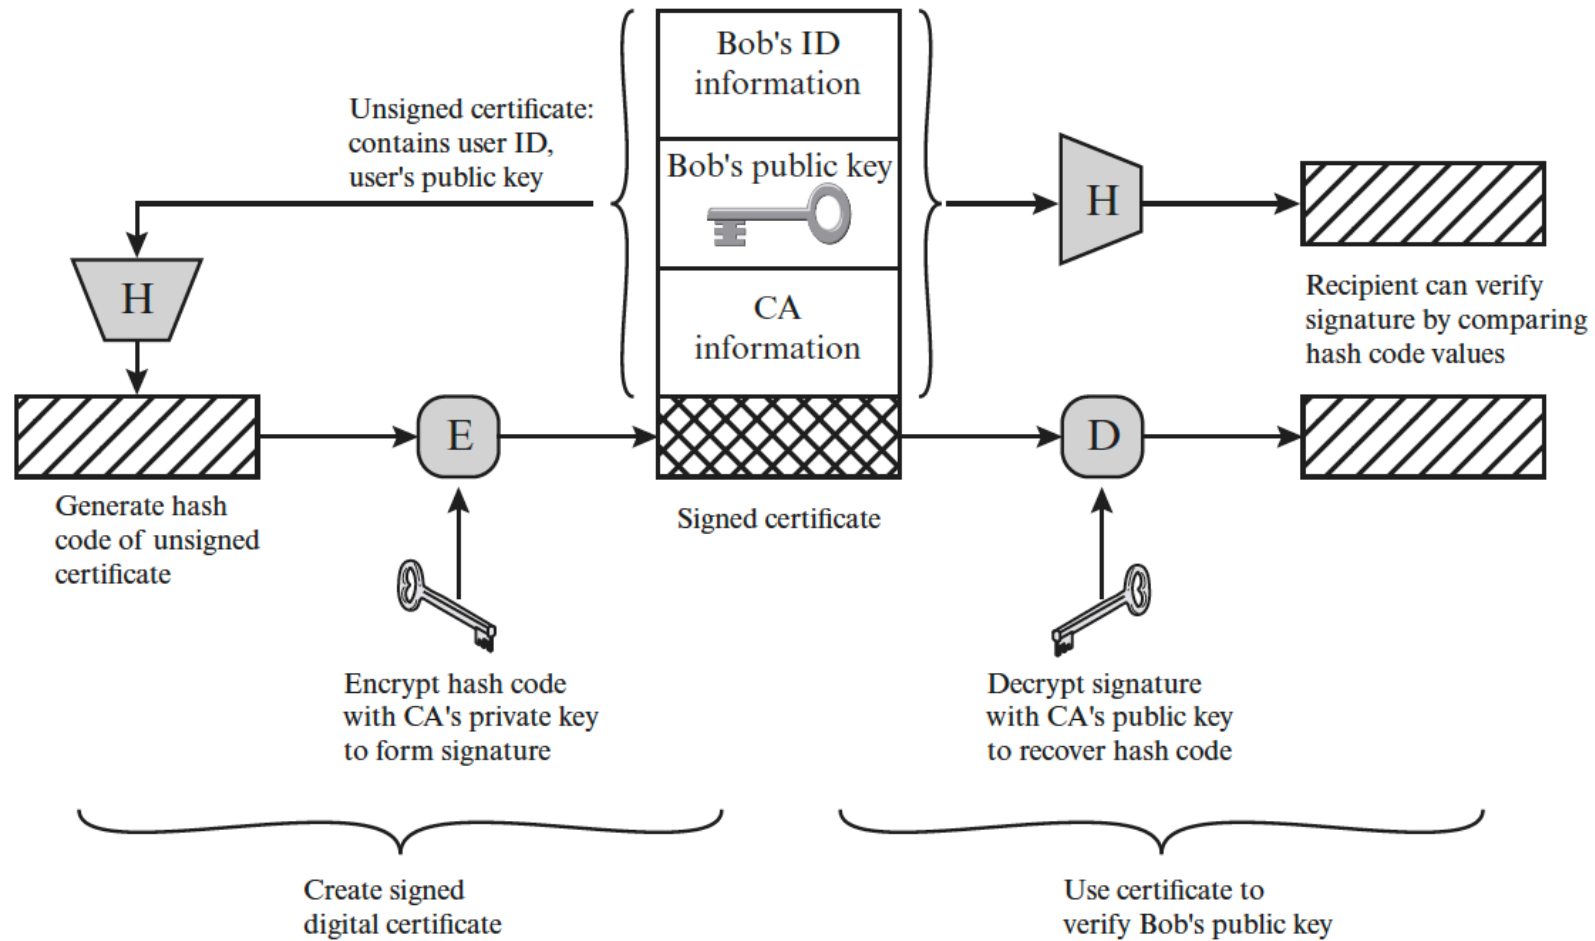 Bob's ID
information
Unsigned certificate:
contains user ID,
user's public key
Bob's public key
H
H
CA
information
Recipient can verify
signature by comparing
hash code values
E
D
Generate hash
code of unsigned
certificate
Signed certificate
Encrypt hash code
with CA's private key
to form signature
Decrypt signature
with CA's public key
to recover hash code
Create signed
digital certificate
Use certificate to
verify Bob's public key